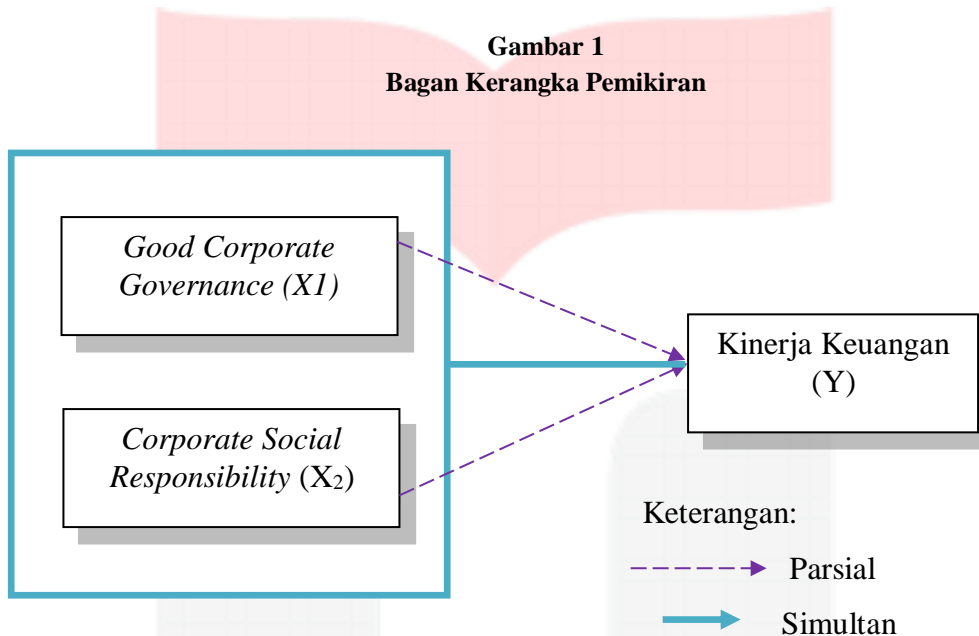 Gambar 1
Bagan Kerangka Pemikiran
Good Corporate
Governance (X1)
Corporate Social
Responsibility (X₂)
Kinerja Keuangan
(Y)
Keterangan:
Parsial
Simultan